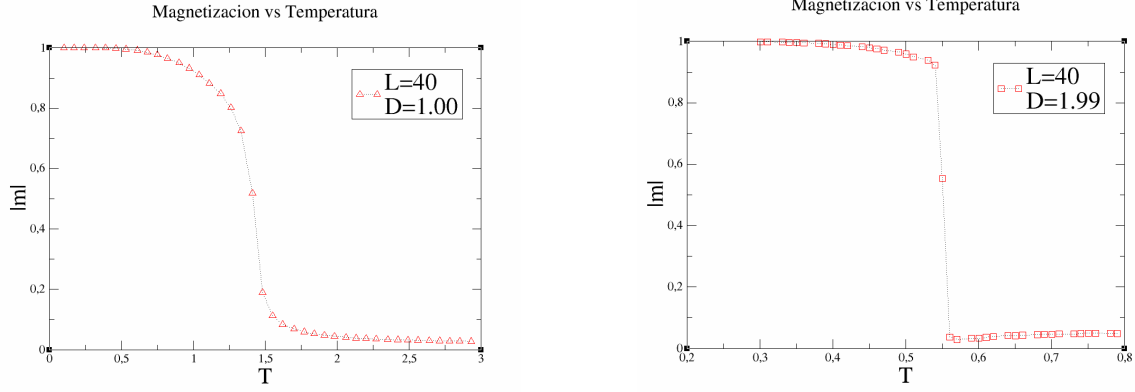 Magnetizacion vs Temperatura
1
0,8
0,6
0,4
0,2
0
|m|
L=40
D=1.00
0
0,5
1
1,5
2
2,5
3
T
Magnetizacion vs Temperatura
1
0,8
0,6
0,4
0,2
0
|m|
L=40
D=1.99
0,2
0,3
0,4
0,5
0,6
0,7
0,8
T